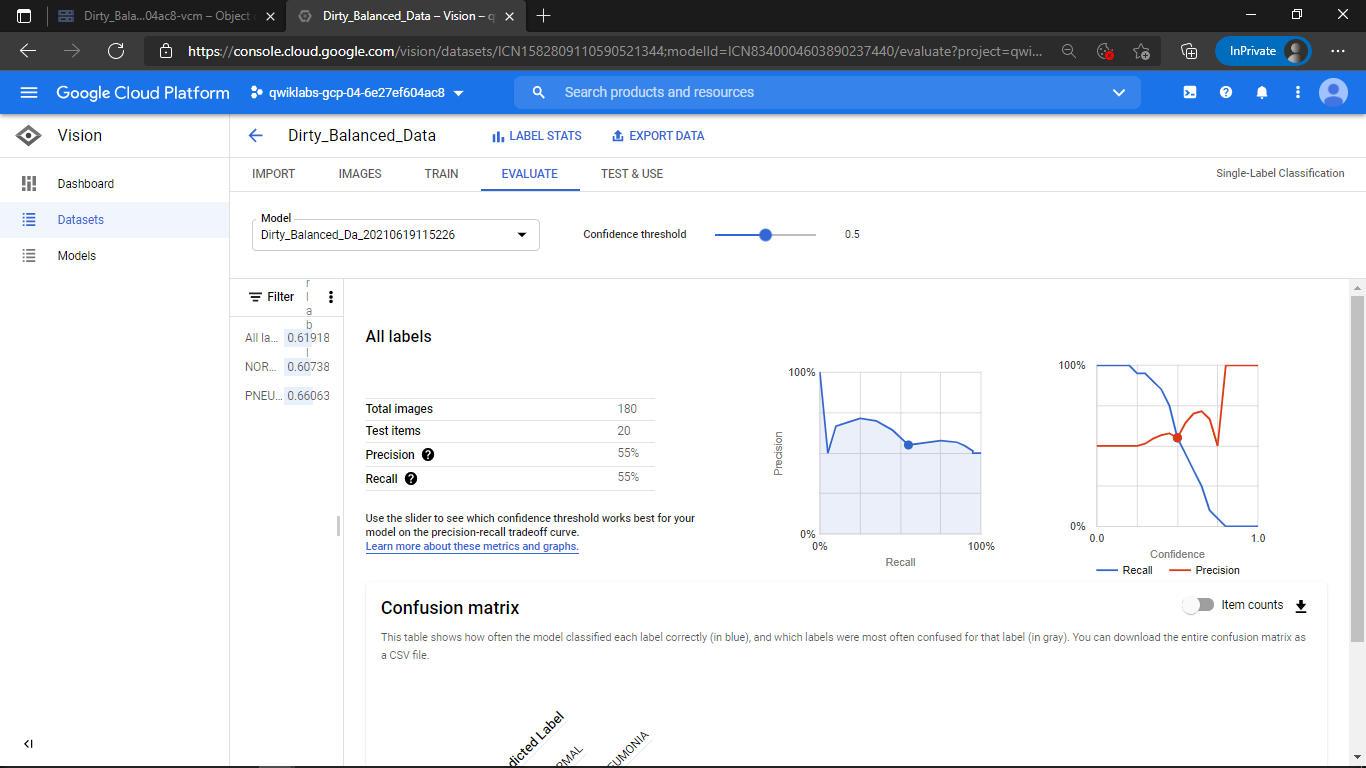 Dirty_Bala...04ac8-vcm – Object
Dirty_Balanced_Data – Vision – q
https://console.cloud.google.com/vision/datasets/ICN1582809110590521344;modelId=ICN8340004603890237440/evaluate?project=qwi...
InPrivate
Google Cloud Platform
qwiklabs-gcp-04-6e27ef604ac8
Search products and resources
Vision
Dirty_Balanced_Data
LABEL STATS
EXPORT DATA
Dashboard
Datasets
Models
IMPORT
IMAGES
TRAIN
EVALUATE
TEST & USE
Single-Label Classification
Model
Dirty_Balanced_Da_20210619115226
Confidence threshold
0.5
Filter
r
l
a
b
l
All la... 0.61918
NOR... 0.60738
PNEU... 0.66063
All labels
Total images 180
Test items 20
Precision 55%
Recall 55%
Use the slider to see which confidence threshold works best for your
model on the precision-recall tradeoff curve.
Learn more about these metrics and graphs.
100%
Precision
0%
0%
100%
Recall
100%
0%
0.0
1.0
Confidence
Recall
Precision
Confusion matrix
Item counts
This table shows how often the model classified each label correctly (in blue), and which labels were most often confused for that label (in gray). You can download the entire confusion matrix as
a CSV file.
dicted Label
RMAL
EUMONIA